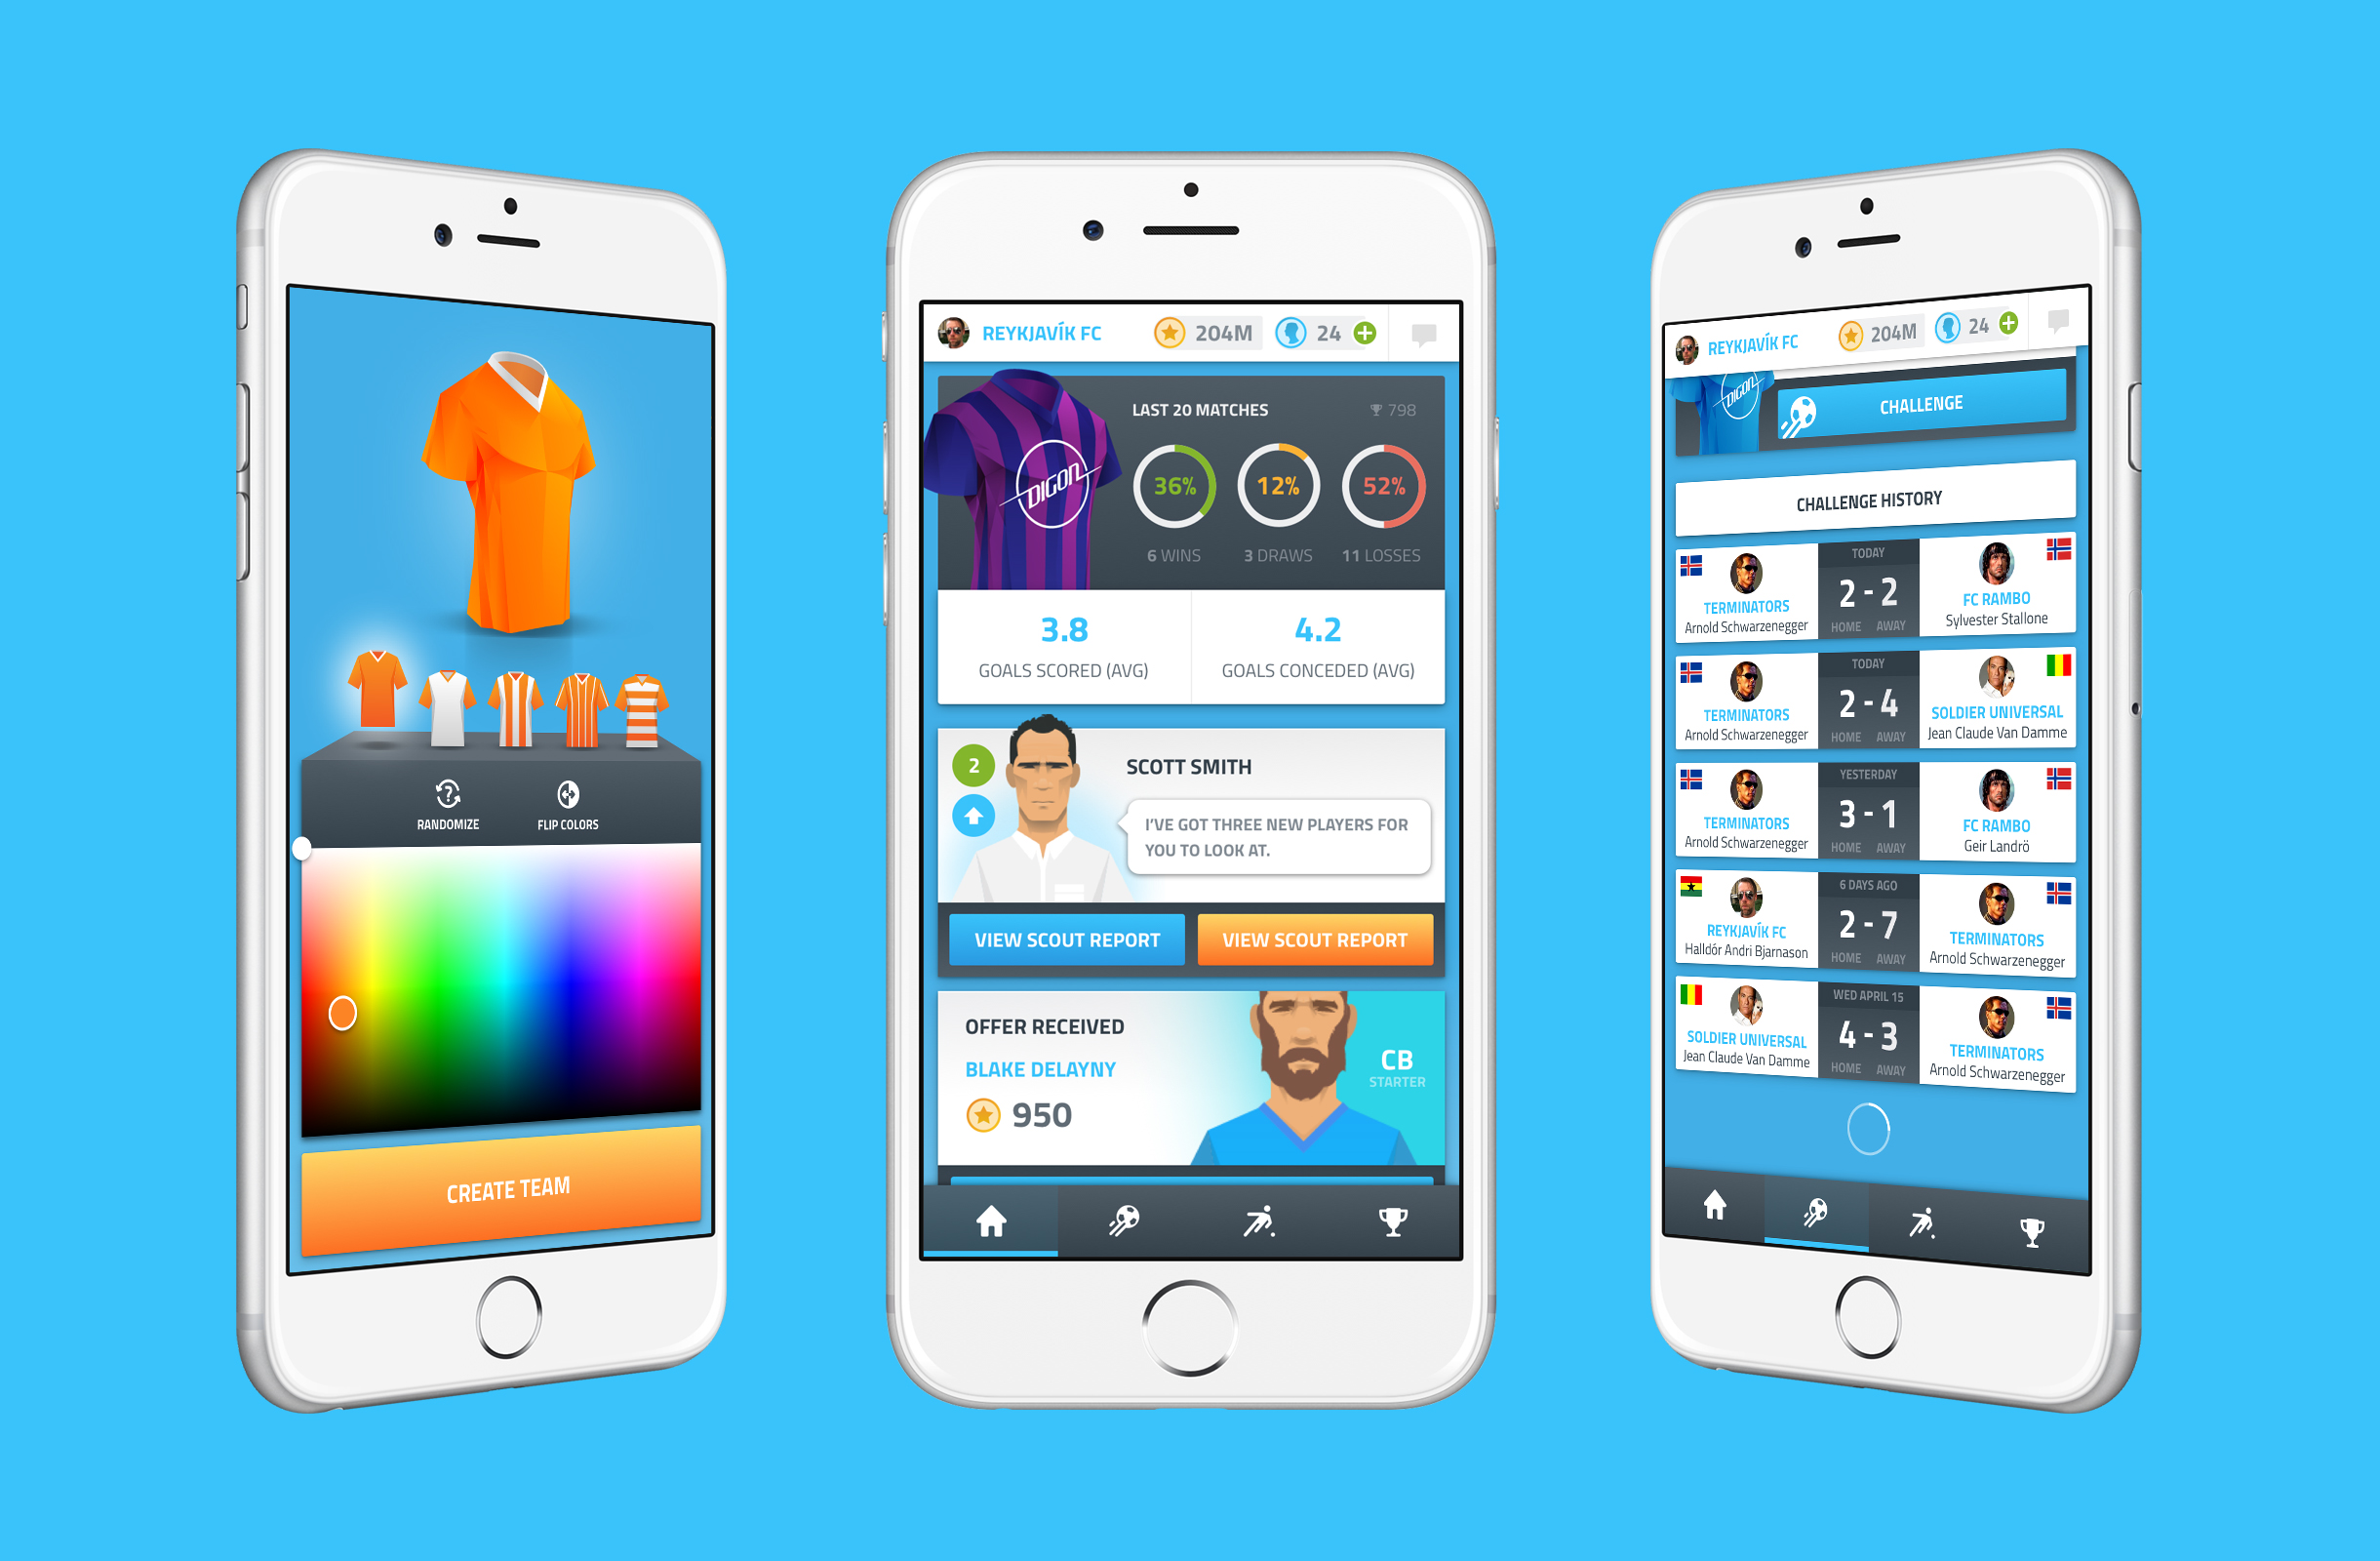 RANDOMIZE
FLIP COLORS
CREATE TEAM
REYKJAVÍK FC
204M
24
LAST 20 MATCHES
798
DIGON
36%
12%
52%
6 WINS
3 DRAWS
11 LOSSES
3.8
4.2
GOALS SCORED (AVG)
GOALS CONCEDED (AVG)
2
SCOTT SMITH
I'VE GOT THREE NEW PLAYERS FOR
YOU TO LOOK AT.
VIEW SCOUT REPORT
VIEW SCOUT REPORT
OFFER RECEIVED
BLAKE DELAYNY
950
CB
STARTER
REYKJAVÍK FC
204M
24
DIGON
CHALLENGE
CHALLENGE HISTORY
TERMINATORS
Arnold Schwarzenegger
TODAY
2 - 2
HOME AWAY
FC RAMBO
Sylvester Stallone
TERMINATORS
Arnold Schwarzenegger
TODAY
2 - 4
HOME AWAY
SOLDIER UNIVERSAL
Jean Claude Van Damme
TERMINATORS
Arnold Schwarzenegger
YESTERDAY
3 - 1
HOME AWAY
FC RAMBO
Geir Landrö
REYKJAVÍK FC
Halldór Andri Bjarnason
6 DAYS AGO
2 - 7
HOME AWAY
TERMINATORS
Arnold Schwarzenegger
SOLDIER UNIVERSAL
Jean Claude Van Damme
WED APRIL 15
4 - 3
HOME AWAY
TERMINATORS
Arnold Schwarzenegger